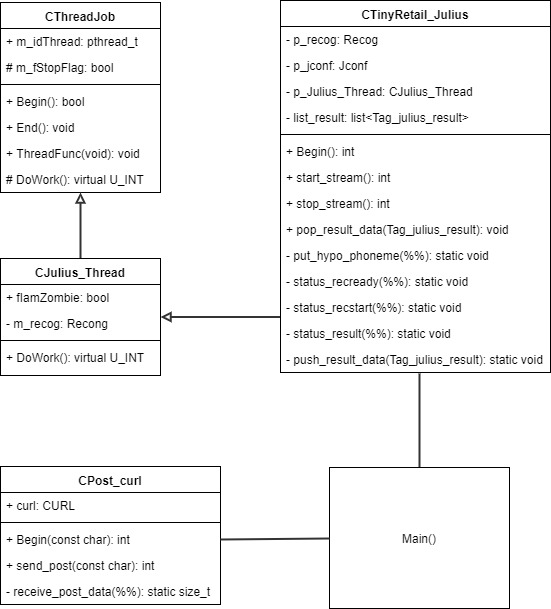 CThreadJob
+ m_idThread: pthread_t
# m_fStopFlag: bool
+ Begin(): bool
+ End(): void
+ ThreadFunc(void): void
# DoWork(): virtual U_INT
CTinyRetail_Julius
- p_recog: Recog
- p_jconf: Jconf
- p_Julius_Thread: CJulius_Thread
- list_result: list<Tag_julius_result>
+ Begin(): int
+ start_stream(): int
+ stop_stream(): int
+ pop_result_data(Tag_julius_result): void
- put_hypo_phoneme(%%): static void
- status_recready(%%): static void
- status_recstart(%%): static void
- status_result(%%): static void
- push_result_data(Tag_julius_result): static void
CJulius_Thread
+ fIamZombie: bool
- m_recog: Recong
+ DoWork(): virtual U_INT
CPost_curl
+ curl: CURL
+ Begin(const char): int
+ send_post(const char): int
- receive_post_data(%%): static size_t
Main()